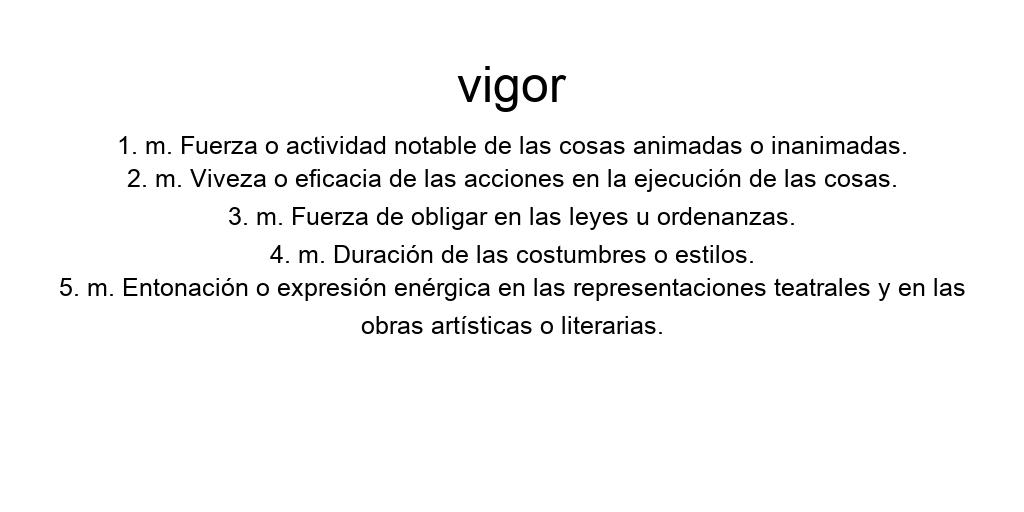 vigor
1. m. Fuerza o actividad notable de las cosas animadas o inanimadas.
2. m. Viveza o eficacia de las acciones en la ejecución de las cosas.
3. m. Fuerza de obligar en las leyes u ordenanzas.
4. m. Duración de las costumbres o estilos.
5. m. Entonación o expresión enérgica en las representaciones teatrales y en las
obras artísticas o literarias.